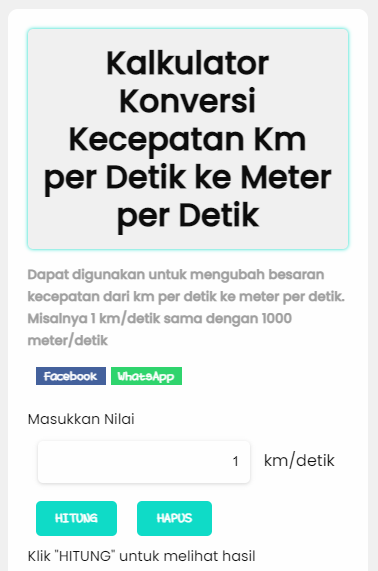 Kalkulator
Konversi
Kecepatan Km
per Detik ke Meter
per Detik
Dapat digunakan untuk mengubah besaran
kecepatan dari km per detik ke meter per detik.
Misalnya 1 km/detik sama dengan 1000
meter/detik
Facebook WhatsApp
Masukkan Nilai
1 km/detik
HITUNG HAPUS
Klik "HITUNG" untuk melihat hasil